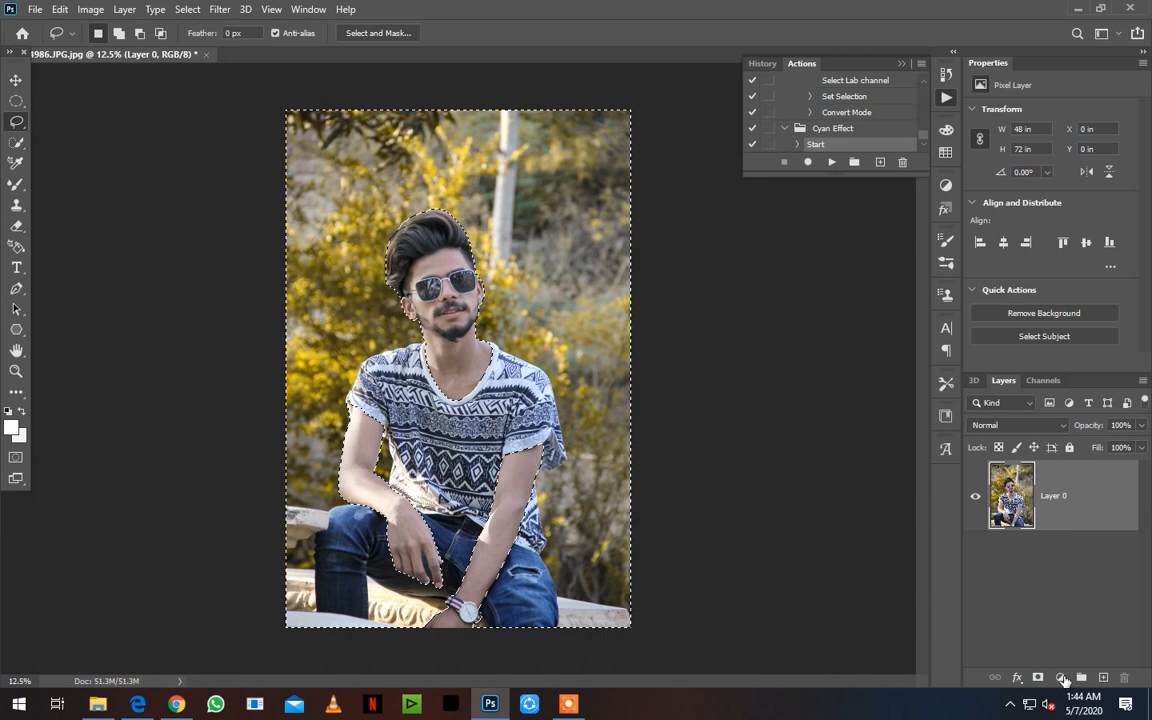 Ps File Edit Image Layer Type Select Filter 3D View Window Help
Feather: 0 px Anti-alias Select and Mask...
4986.JPG.jpg @ 12.5% (Layer 0, RGB/8) *
History Actions
Select Lab channel
Set Selection
Convert Mode
Cyan Effect
Start
Properties
Pixel Layer
Transform
W 48 in X 0 in
H 72 in Y 0 in
0.00°
Align and Distribute
Align:
Quick Actions
Remove Background
Select Subject
3D Layers Channels
Kind
Normal Opacity: 100%
Lock: Fill: 100%
Layer 0
12.5% Doc: 51.3M/51.3M
1:44 AM
5/7/2020